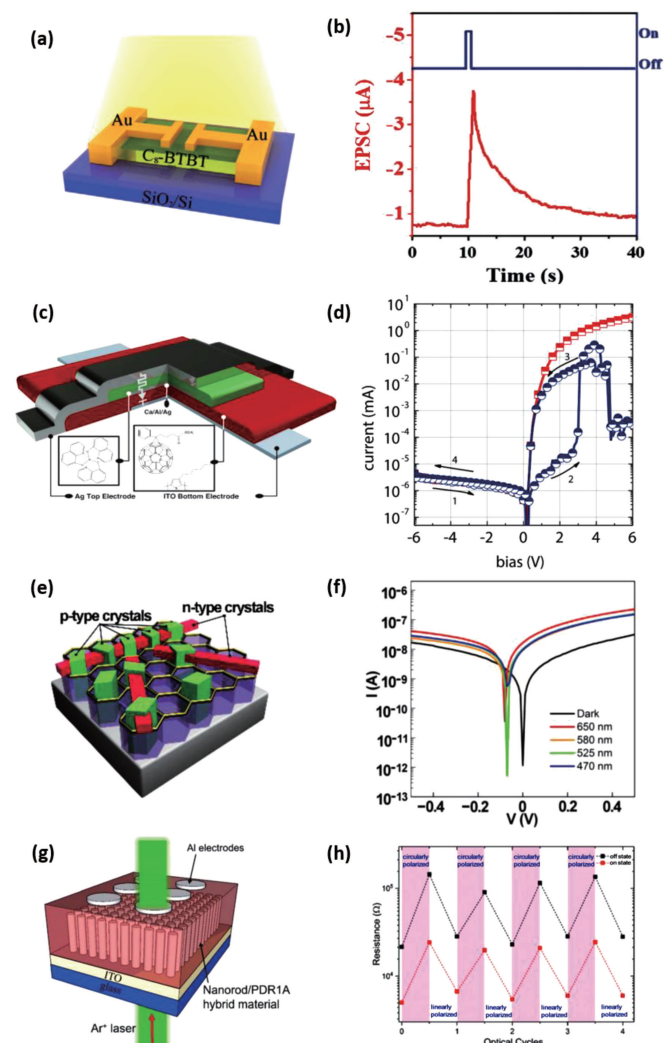 (a)
Au
Au
C₈-BTBT
SiO₂/Si
(b)
EPSC (μA)
-5
-4
-3
-2
-1
On
Off
0 10 20 30 40
Time (s)
(c)
Ca/Al/Ag
Ag Top Electrode
ITO Bottom Electrode
(d)
current (mA)
10¹
10⁰
10⁻¹
10⁻²
10⁻³
10⁻⁴
10⁻⁵
10⁻⁶
10⁻⁷
3
2
4
1
-6 -4 -2 0 2 4 6
bias (V)
(e)
p-type crystals
n-type crystals
(f)
I (A)
10⁻⁶
10⁻⁷
10⁻⁸
10⁻⁹
10⁻¹⁰
10⁻¹¹
10⁻¹²
10⁻¹³
Dark
650 nm
580 nm
525 nm
470 nm
-0.4 -0.2 0.0 0.2 0.4
V (V)
(g)
Al electrodes
ITO
glass
Nanorod/PDR1A
hybrid material
Ar⁺ laser
(h)
Resistance (Ω)
10⁵
10⁴
circularly polarized
circularly polarized
circularly polarized
circularly polarized
off state
on state
linearly polarized
linearly polarized
linearly polarized
linearly polarized
0 1 2 3 4
Optical Cycles